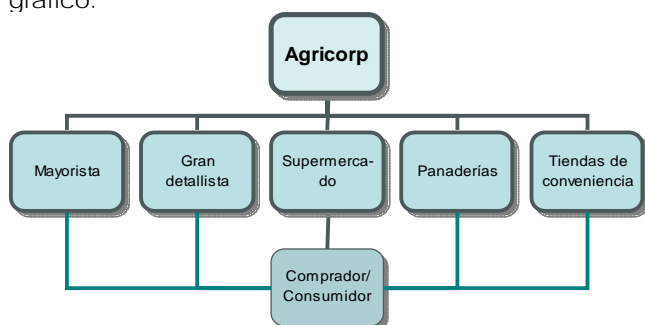 gráfico.
Agricorp
Mayorista
Gran
detallista
Supermerca-
do
Panaderías
Tiendas de
conveniencia
Comprador/
Consumidor